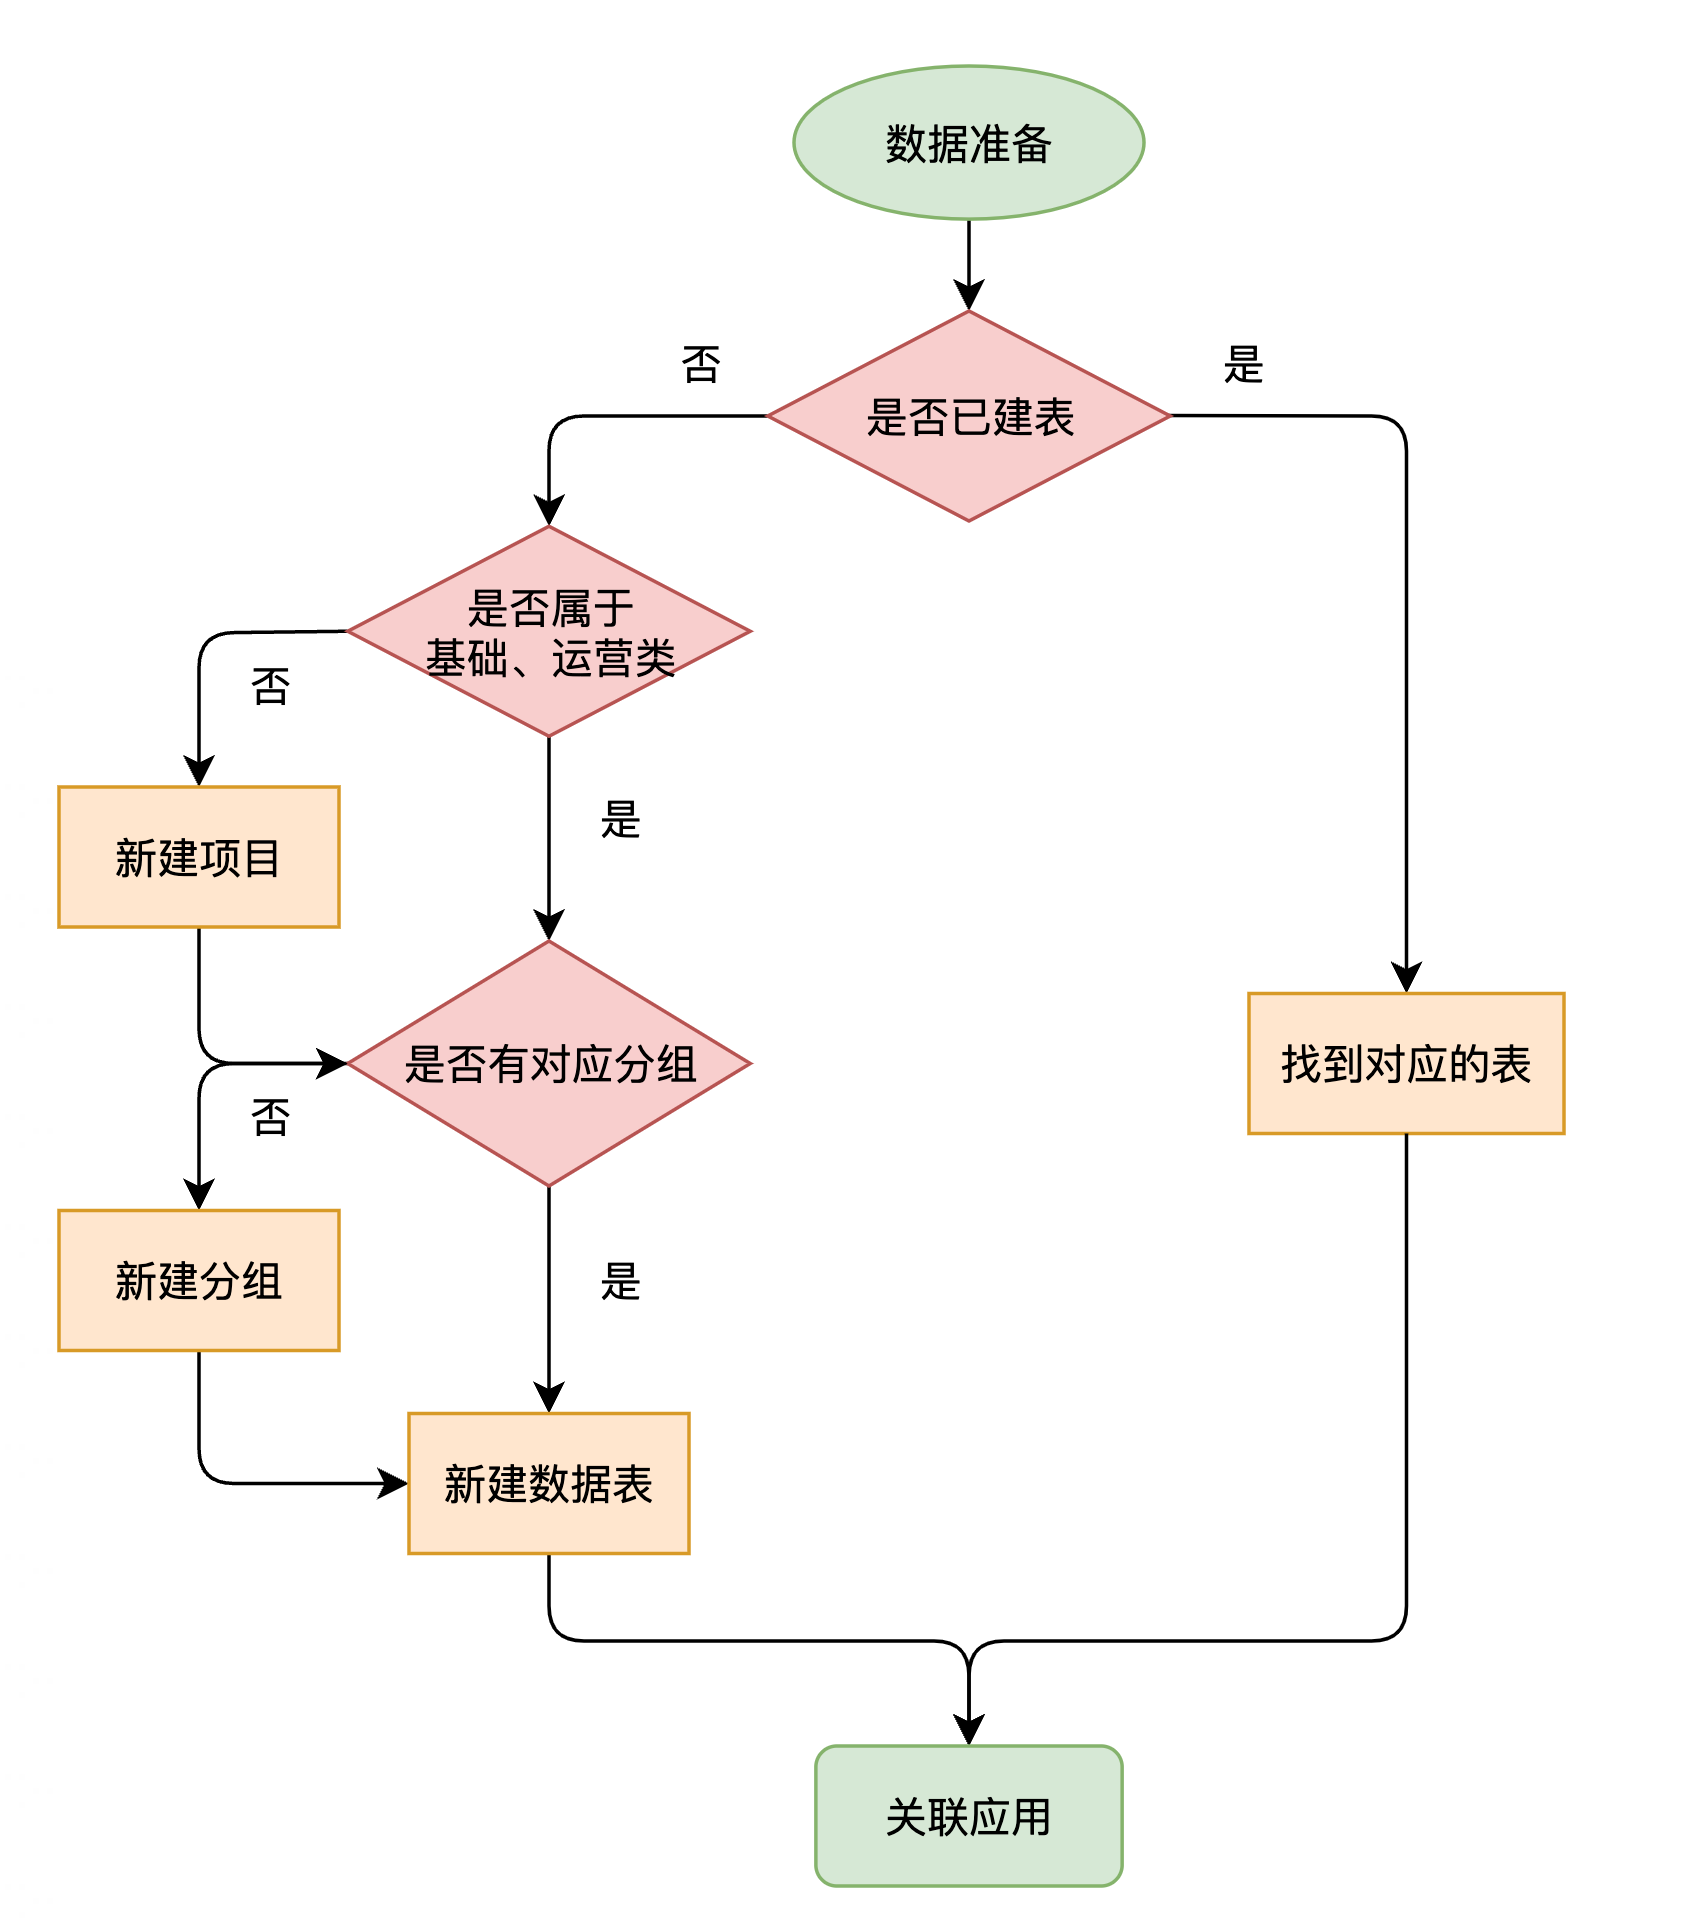 数据准备
否
是
是否已建表
是否属于
基础、运营类
否
是
新建项目
是否有对应分组
找到对应的表
否
新建分组
是
新建数据表
关联应用